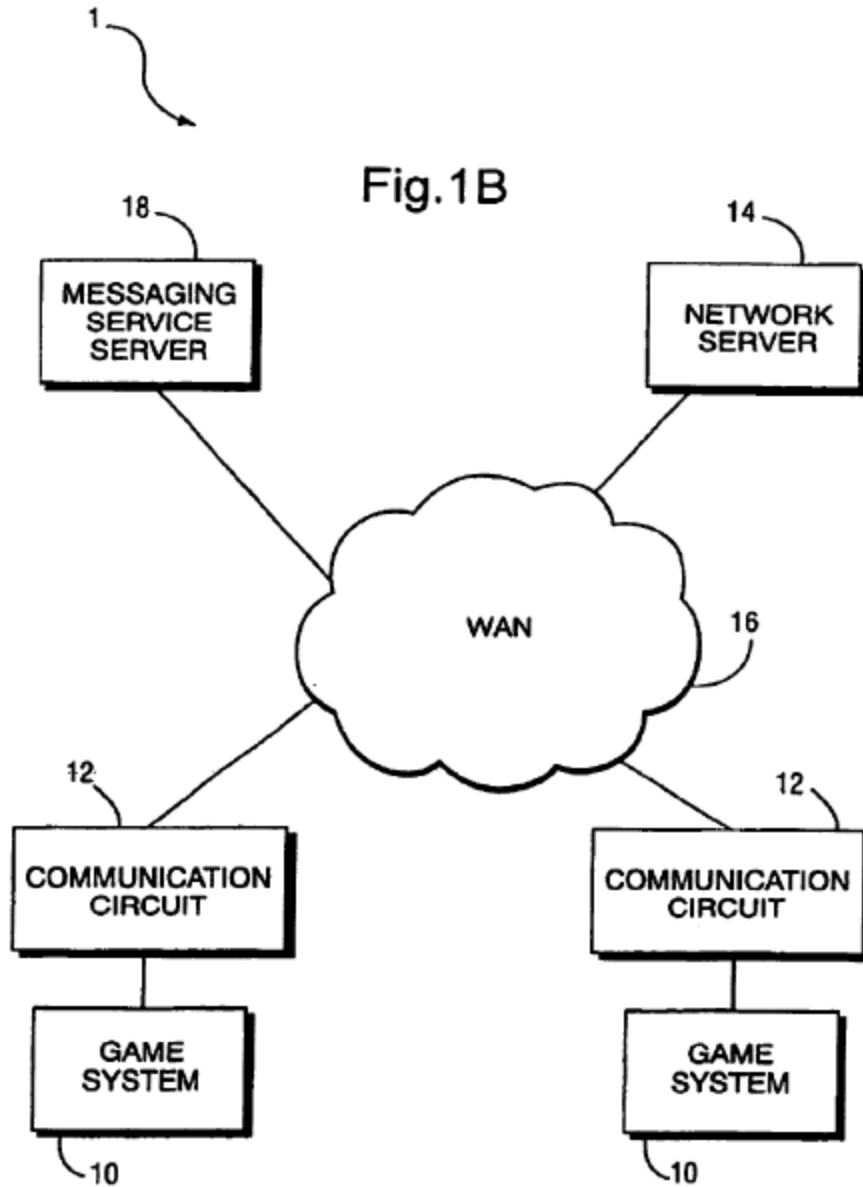 1
Fig.1B
18
14
MESSAGING
SERVICE
SERVER
NETWORK
SERVER
WAN
16
12
12
COMMUNICATION
CIRCUIT
COMMUNICATION
CIRCUIT
GAME
SYSTEM
GAME
SYSTEM
10
10